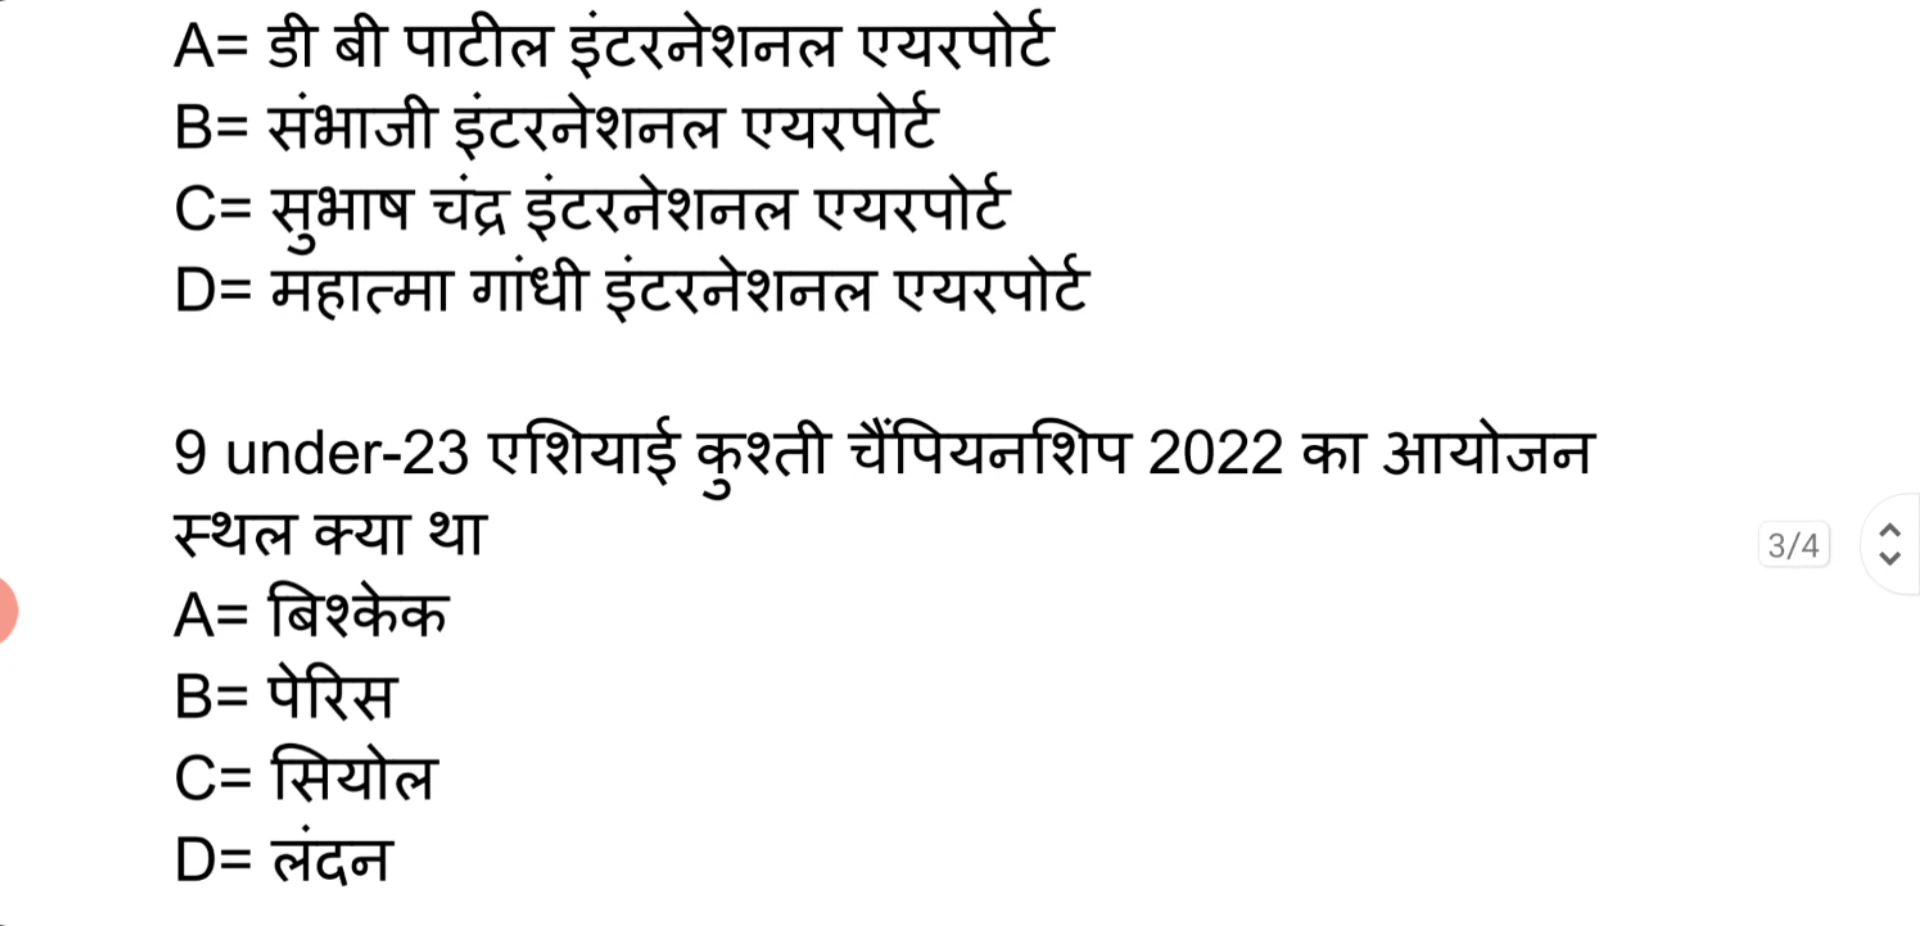 A= डी बी पाटील इंटरनेशनल एयरपोर्ट
B= संभाजी इंटरनेशनल एयरपोर्ट
C= सुभाष चंद्र इंटरनेशनल एयरपोर्ट
D= महात्मा गांधी इंटरनेशनल एयरपोर्ट
9 under-23 एशियाई कुश्ती चैंपियनशिप 2022 का आयोजन
स्थल क्या था
3/4
A= बिश्केक
B= पेरिस
C= सियोल
D= लंदन